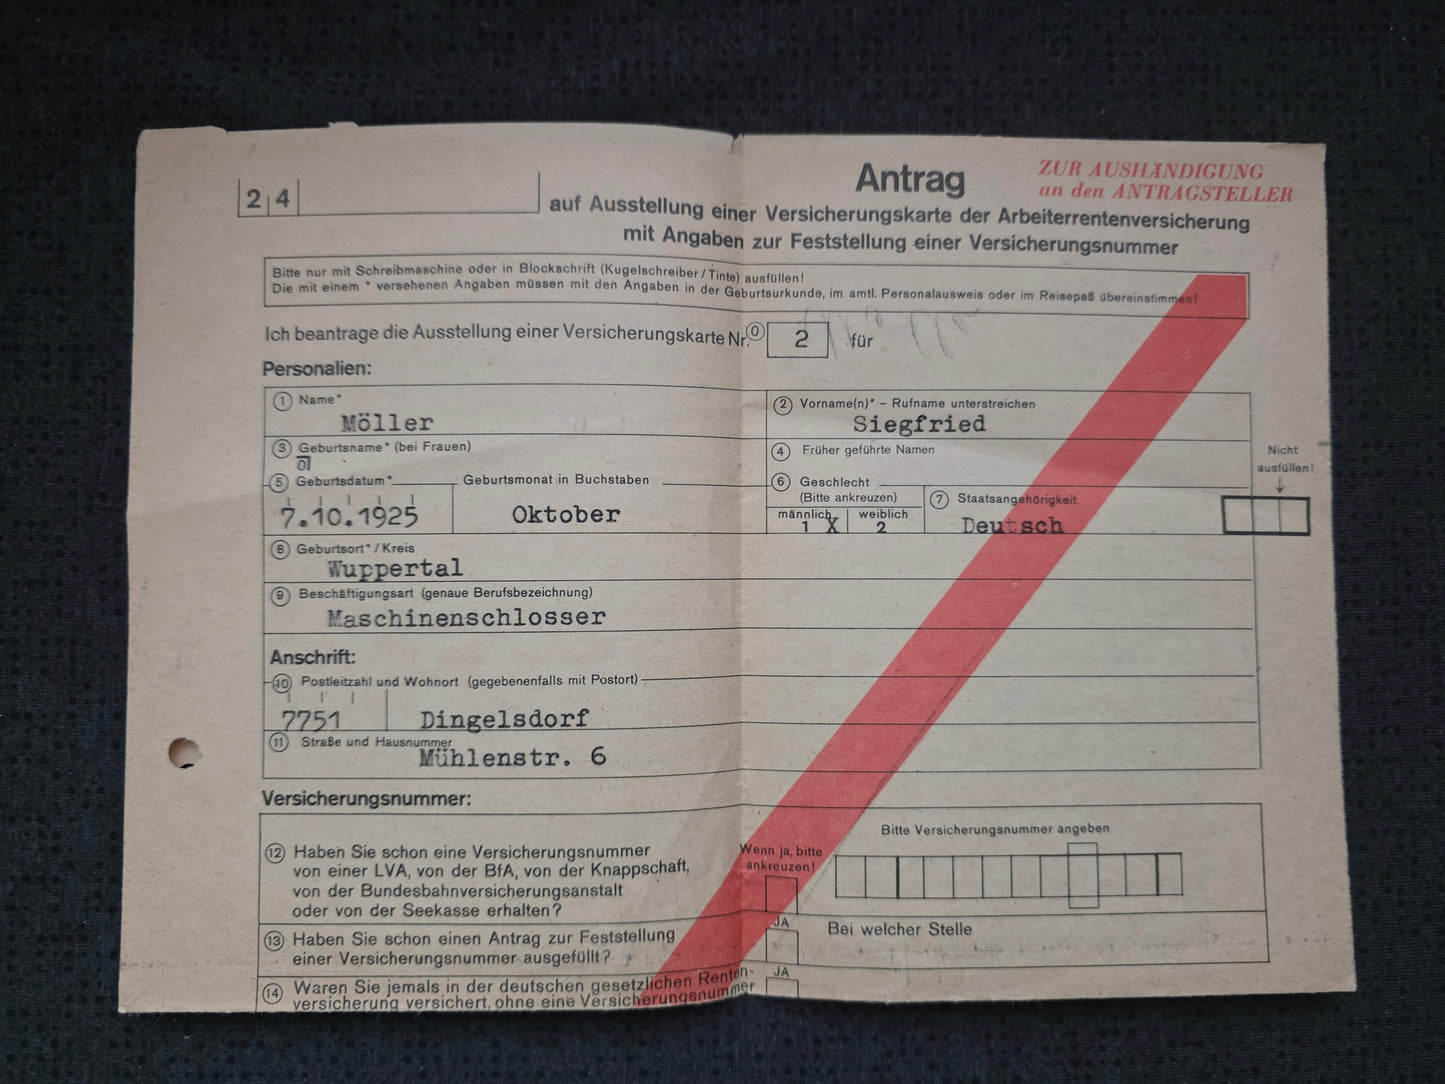 2 4
Antrag
ZUR AUSHÄNDIGUNG
an den ANTRAGSTELLER
auf Ausstellung einer Versicherungskarte der Arbeiterrentenversicherung
mit Angaben zur Feststellung einer Versicherungsnummer
Bitte nur mit Schreibmaschine oder in Blockschrift (Kugelschreiber/Tinte) ausfüllen!
Die mit einem * versehenen Angaben müssen mit den Angaben in der Geburtsurkunde, im amtl. Personalausweis oder im Reisepaß übereinstimmen!
Ich beantrage die Ausstellung einer Versicherungskarte Nr. 0 2 für
Personalien:
1 Name*
Möller
2 Vorname(n)* – Rufname unterstreichen
Siegfried
3 Geburtsname* (bei Frauen)
4 Früher geführte Namen
Nicht
ausfüllen!
5 Geburtsdatum*
7.10.1925
Geburtsmonat in Buchstaben
Oktober
6 Geschlecht
(Bitte ankreuzen)
männlich
1 X
weiblich
2
7 Staatsangehörigkeit
Deutsch
8 Geburtsort*/Kreis
Wuppertal
9 Beschäftigungsart (genaue Berufsbezeichnung)
Maschinenschlosser
Anschrift:
10 Postleitzahl und Wohnort (gegebenenfalls mit Postort)
7751 Dingelsdorf
11 Straße und Hausnummer
Mühlenstr. 6
Versicherungsnummer:
12 Haben Sie schon eine Versicherungsnummer
von einer LVA, von der BfA, von der Knappschaft,
von der Bundesbahnversicherungsanstalt
oder von der Seekasse erhalten?
Wenn ja, bitte
ankreuzen!
JA
Bitte Versicherungsnummer angeben
13 Haben Sie schon einen Antrag zur Feststellung
einer Versicherungsnummer ausgefüllt?
JA
Bei welcher Stelle
14 Waren Sie jemals in der deutschen gesetzlichen Renten-
versicherung versichert, ohne eine Versicherungsnummer